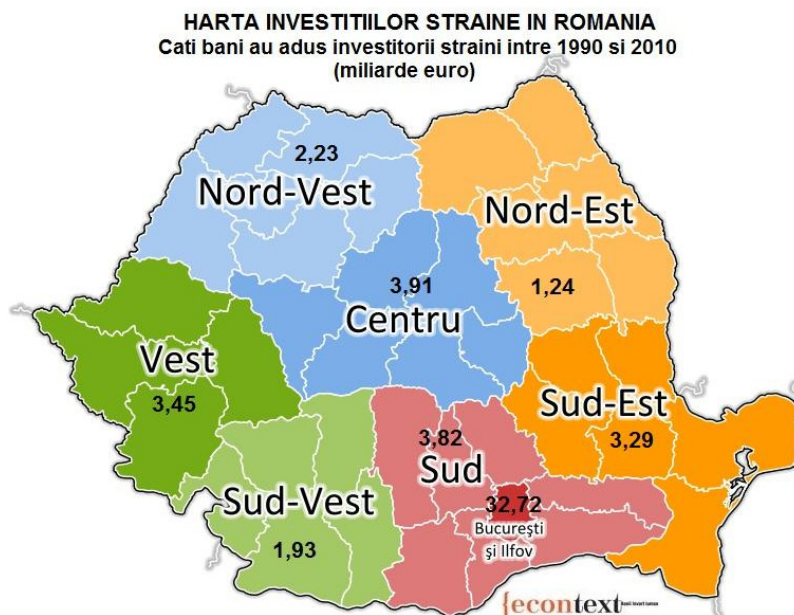 HARTA INVESTITIILOR STRAINE IN ROMANIA
Cati bani au adus investitorii straini intre 1990 si 2010
(miliarde euro)
2,23
Nord-Vest
Nord-Est
1,24
3,91
Centru
Vest
3,45
Sud-Est
3,29
3,82
Sud
Sud-Vest
1,93
32,72
București
și Ilfov
{econtext